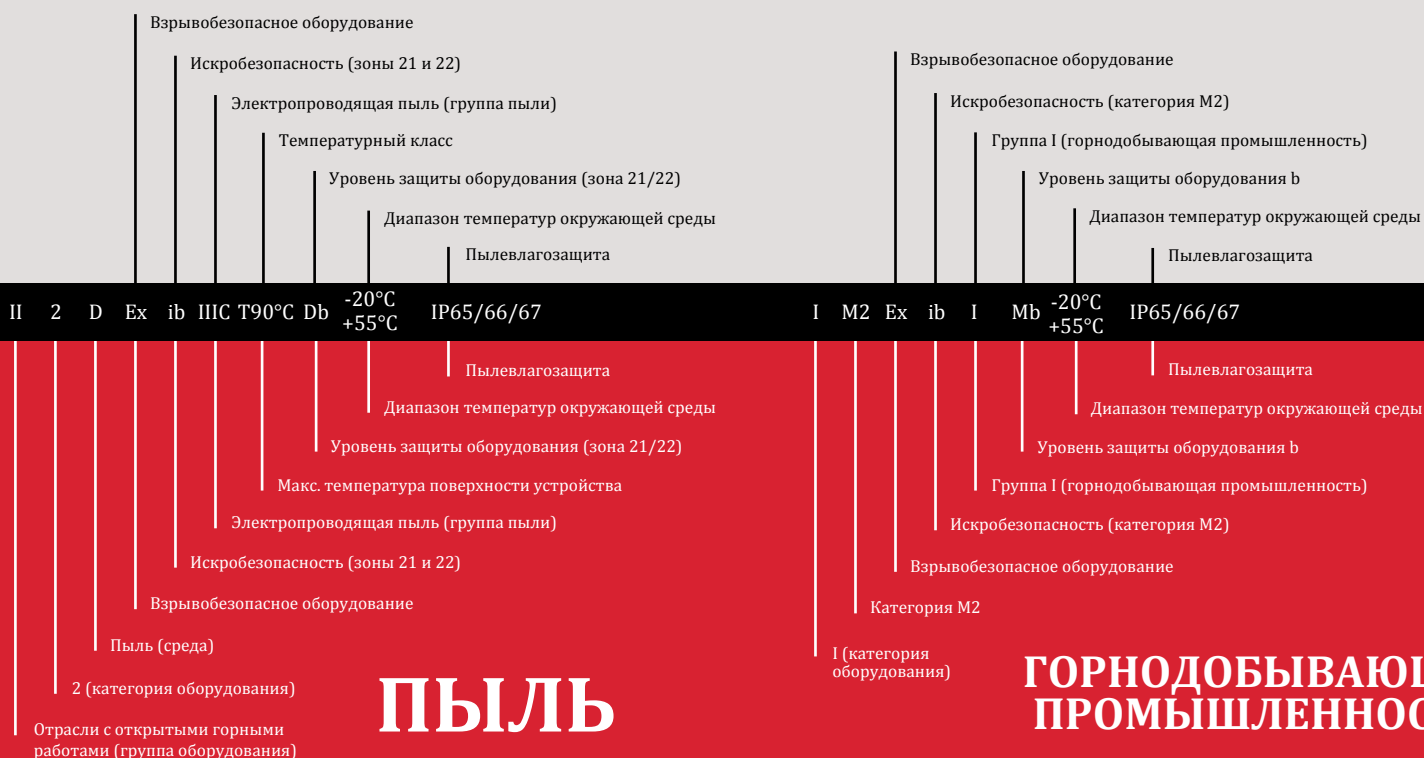 Взрывобезопасное оборудование
Искробезопасность (зоны 21 и 22)
Электропроводящая пыль (группа пыли)
Температурный класс
Уровень защиты оборудования (зона 21/22)
Диапазон температур окружающей среды
Пылевлагозащита
II 2 D Ex ib IIIC T90°C Db -20°C +55°C IP65/66/67
Пылевлагозащита
Диапазон температур окружающей среды
Уровень защиты оборудования (зона 21/22)
Макс. температура поверхности устройства
Электропроводящая пыль (группа пыли)
Искробезопасность (зоны 21 и 22)
Взрывобезопасное оборудование
Пыль (среда)
2 (категория оборудования)
Отрасли с открытыми горными
работами (группа оборудования)
ПЫЛЬ
Взрывобезопасное оборудование
Искробезопасность (категория M2)
Группа I (горнодобывающая промышленность)
Уровень защиты оборудования b
Диапазон температур окружающей среды
Пылевлагозащита
I M2 Ex ib I Mb -20°C +55°C IP65/66/67
Пылевлагозащита
Диапазон температур окружающей среды
Уровень защиты оборудования b
Группа I (горнодобывающая промышленность)
Искробезопасность (категория M2)
Взрывобезопасное оборудование
Категория M2
I (категория
оборудования)
ГОРНОДОБЫВАЮЩ
ПРОМЫШЛЕННОС